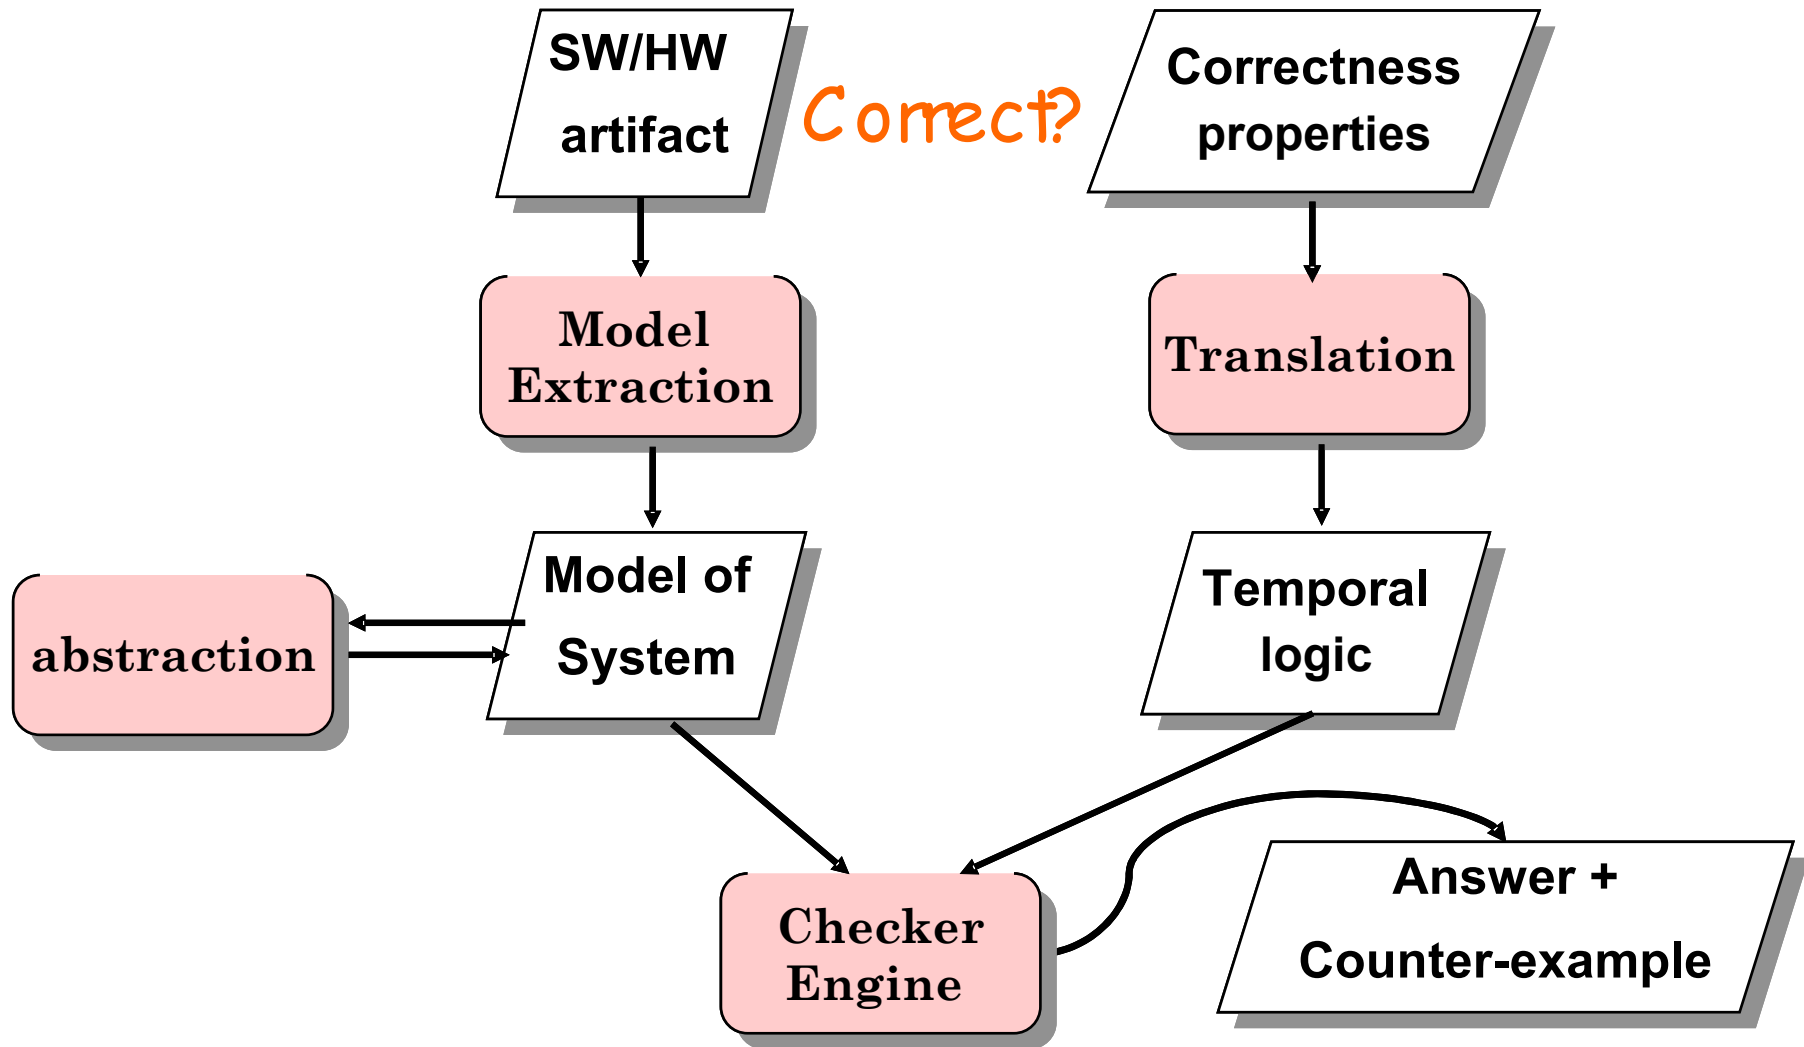 SW/HW
artifact
Correct?
Correctness
properties
Model
Extraction
Translation
abstraction
Model of
System
Temporal
logic
Checker
Engine
Answer +
Counter-example